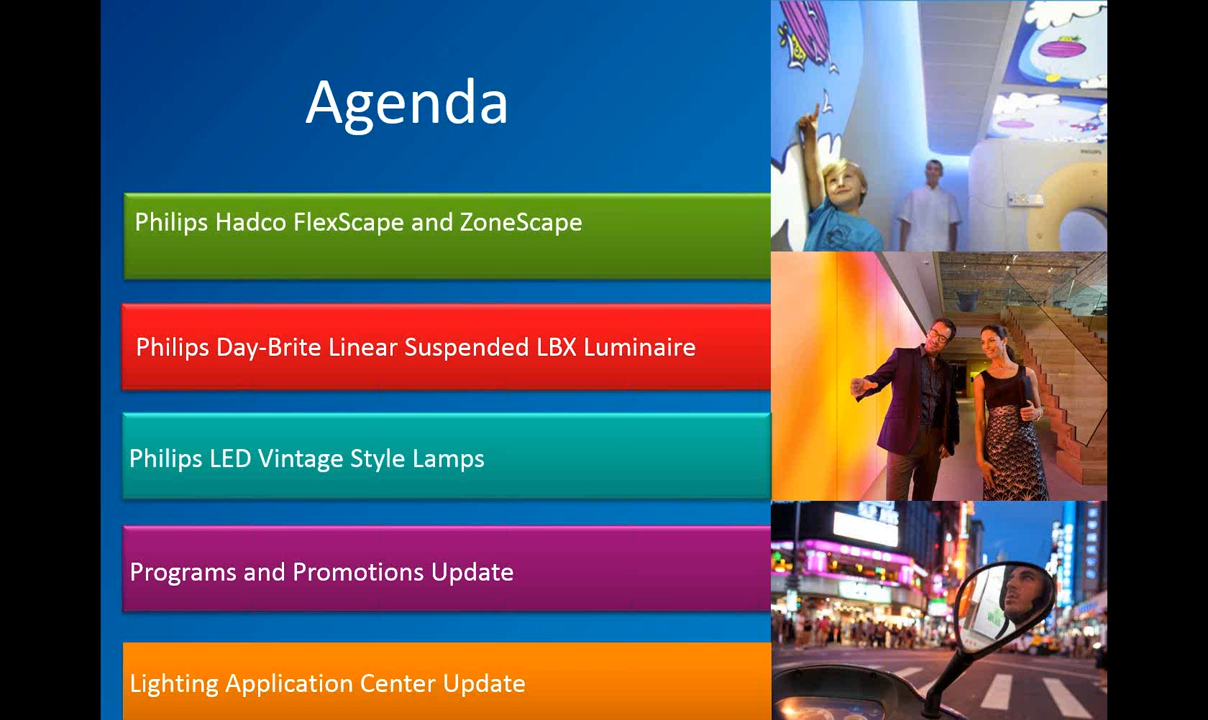 Agenda
Philips Hadco FlexScape and ZoneScape
Philips Day-Brite Linear Suspended LBX Luminaire
Philips LED Vintage Style Lamps
Programs and Promotions Update
Lighting Application Center Update
PHILIPS